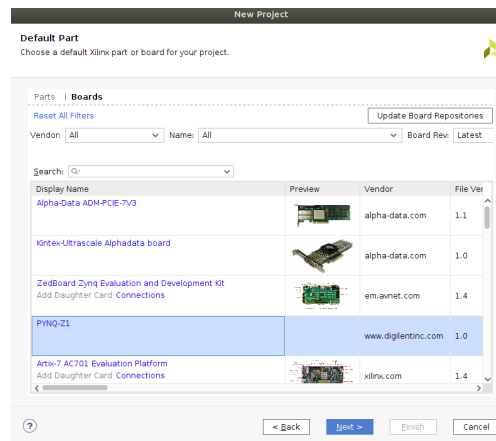 New Project
Default Part
Choose a default Xilinx part or board for your project.
Parts | Boards
Reset All Filters
Update Board Repositories
Vendor: All Name: All Board Rev: Latest
Search: Q-
Display Name Preview Vendor File Ver
Alpha-Data ADM-PCIE-7V3 alpha-data.com 1.1
Kintex-Ultrascale Alphadata board alpha-data.com 1.0
ZedBoard Zynq Evaluation and Development Kit
Add Daughter Card Connections em.avnet.com 1.4
PYNQ-Z1 www.digilentinc.com 1.0
Artix-7 AC701 Evaluation Platform
Add Daughter Card Connections xilinx.com 1.4
? < Back Next > Finish Cancel